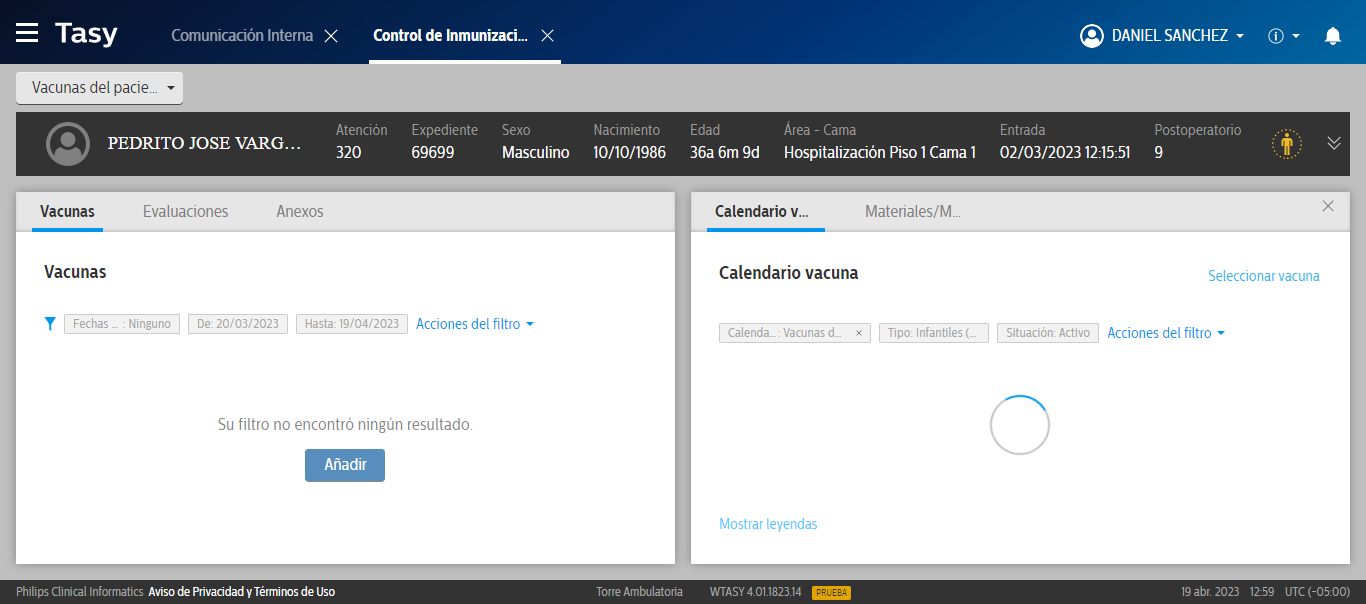 Tasy Comunicación Interna Control de Inmunizaci... DANIEL SANCHEZ
Vacunas del pacie...
PEDRITO JOSE VARG...
Atención Expediente Sexo Nacimiento Edad Área - Cama Entrada Postoperatorio
320 69699 Masculino 10/10/1986 36a 6m 9d Hospitalización Piso 1 Cama 1 02/03/2023 12:15:51 9
Vacunas Evaluaciones Anexos
Vacunas
Fechas ... : Ninguno De: 20/03/2023 Hasta: 19/04/2023 Acciones del filtro
Su filtro no encontró ningún resultado.
Añadir
Calendario v... Materiales/M...
Calendario vacuna
Seleccionar vacuna
Calenda... : Vacunas d... × Tipo: Infantiles (... Situación: Activo Acciones del filtro
Mostrar leyendas
Philips Clinical Informatics Aviso de Privacidad y Términos de Uso Torre Ambulatoria WTASY 4.01.1823.14 PRUEBA 19 abr. 2023 12:59 UTC (-05:00)